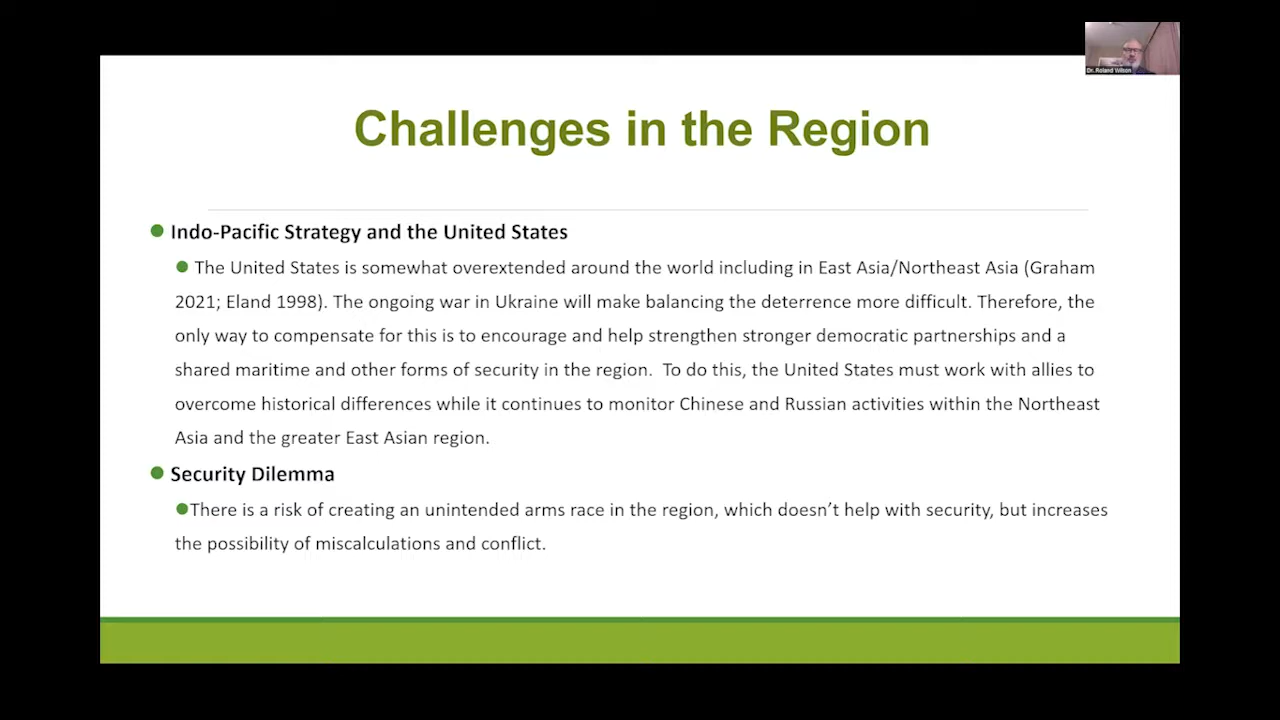 Dr. Roland Wilson
Challenges in the Region
Indo-Pacific Strategy and the United States
The United States is somewhat overextended around the world including in East Asia/Northeast Asia (Graham
2021; Eland 1998). The ongoing war in Ukraine will make balancing the deterrence more difficult. Therefore, the
only way to compensate for this is to encourage and help strengthen stronger democratic partnerships and a
shared maritime and other forms of security in the region.  To do this, the United States must work with allies to
overcome historical differences while it continues to monitor Chinese and Russian activities within the Northeast
Asia and the greater East Asian region.
Security Dilemma
There is a risk of creating an unintended arms race in the region, which doesn’t help with security, but increases
the possibility of miscalculations and conflict.